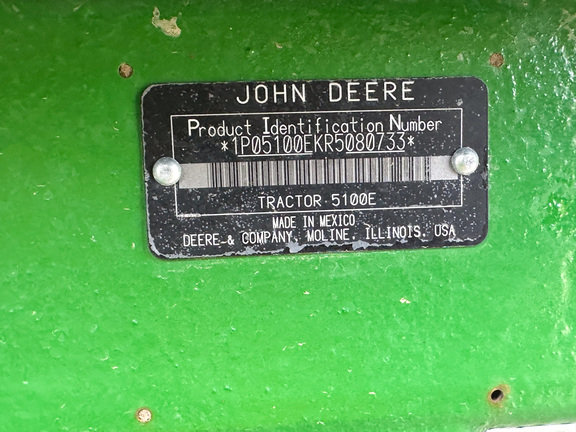 JOHN DEERE
Product Identification Number
*1P05100EKR5080733*
TRACTOR 5100E
MADE IN MEXICO
DEERE & COMPANY, MOLINE, ILLINOIS, USA